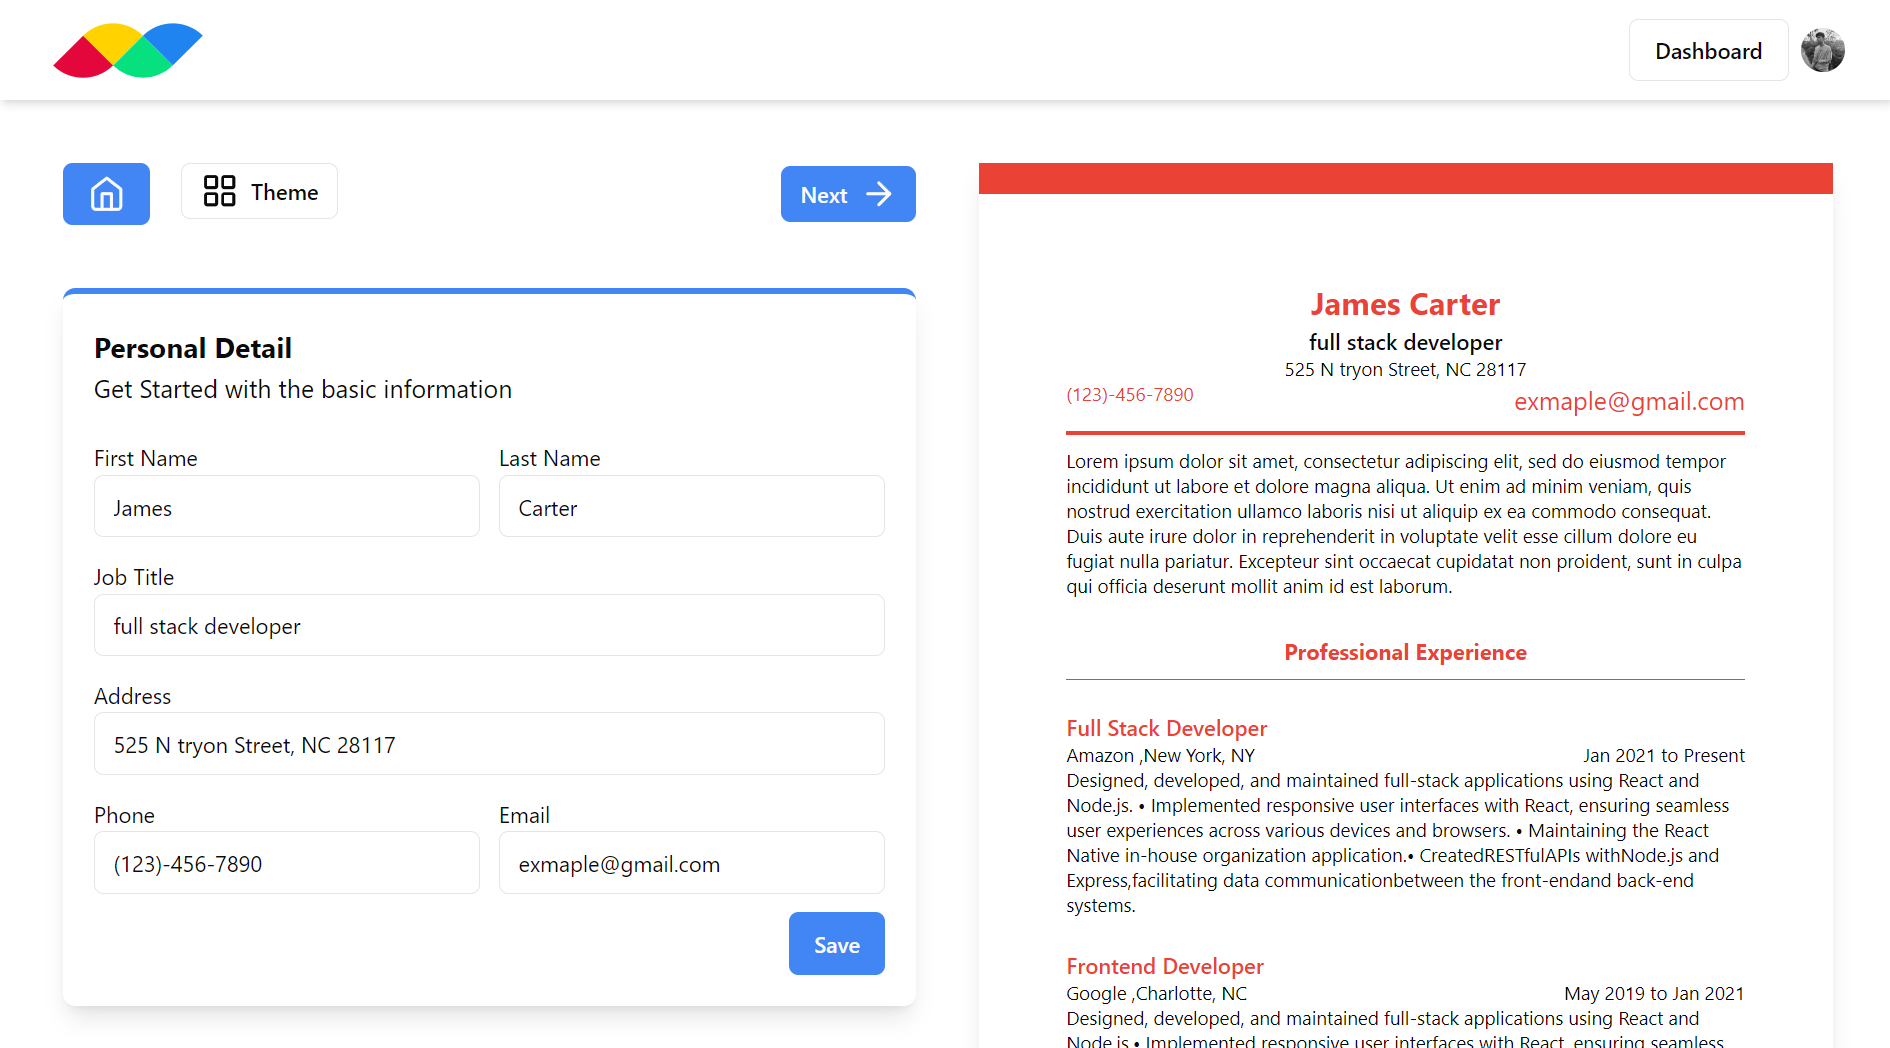 Dashboard
Theme
Next
Personal Detail
Get Started with the basic information
First Name
Last Name
James
Carter
Job Title
full stack developer
Address
525 N tryon Street, NC 28117
Phone
Email
(123)-456-7890
exmaple@gmail.com
Save
James Carter
full stack developer
525 N tryon Street, NC 28117
(123)-456-7890
exmaple@gmail.com
Lorem ipsum dolor sit amet, consectetur adipiscing elit, sed do eiusmod tempor
incididunt ut labore et dolore magna aliqua. Ut enim ad minim veniam, quis
nostrud exercitation ullamco laboris nisi ut aliquip ex ea commodo consequat.
Duis aute irure dolor in reprehenderit in voluptate velit esse cillum dolore eu
fugiat nulla pariatur. Excepteur sint occaecat cupidatat non proident, sunt in culpa
qui officia deserunt mollit anim id est laborum.
Professional Experience
Full Stack Developer
Amazon ,New York, NY
Jan 2021 to Present
Designed, developed, and maintained full-stack applications using React and
Node.js. • Implemented responsive user interfaces with React, ensuring seamless
user experiences across various devices and browsers. • Maintaining the React
Native in-house organization application.• CreatedRESTfulAPIs withNode.js and
Express,facilitating data communicationbetween the front-endand back-end
systems.
Frontend Developer
Google ,Charlotte, NC
May 2019 to Jan 2021
Designed, developed, and maintained full-stack applications using React and
Node.js • Implemented responsive user interfaces with React, ensuring seamless